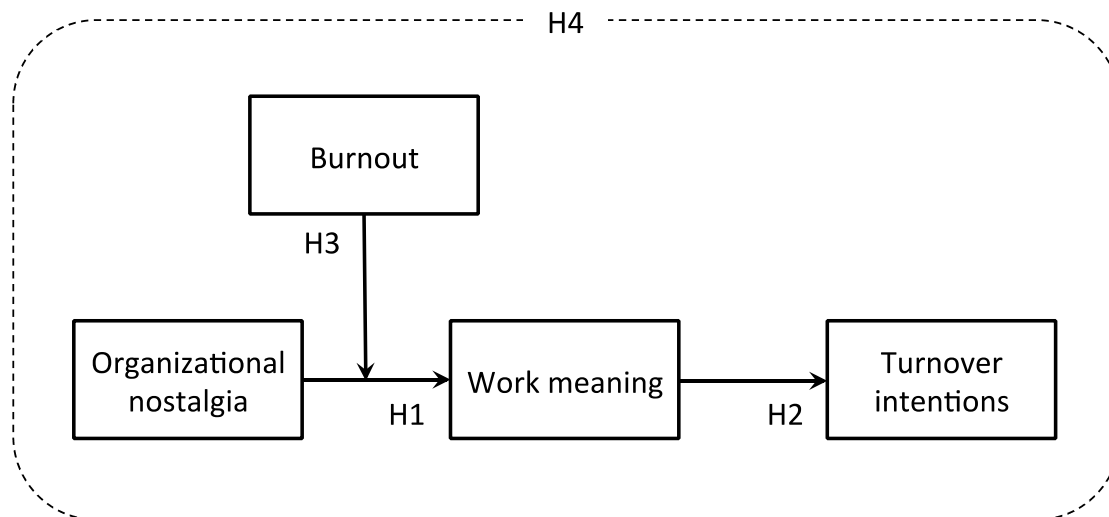 H4
Burnout
H3
Organizational
nostalgia
H1
Work meaning
H2
Turnover
intentions